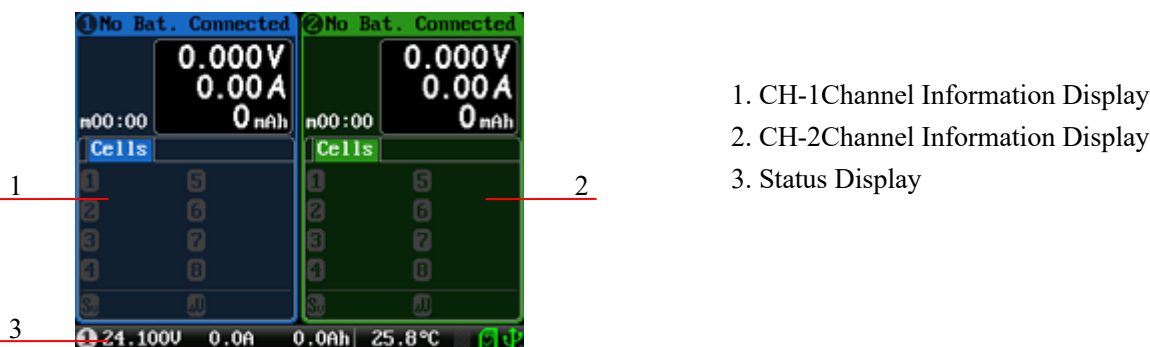 ❶No Bat. Connected ❷No Bat. Connected
0.000V 0.000V
0.00A 0.00A
m00:00 0mAh m00:00 0mAh
Cells Cells
1 5 1 5
1 2 6 2 6 2
3 7 3 7
4 8 4 8
3 ❶24.100V 0.0A 0.0Ah 25.8°C
1. CH-1Channel Information Display
2. CH-2Channel Information Display
3. Status Display